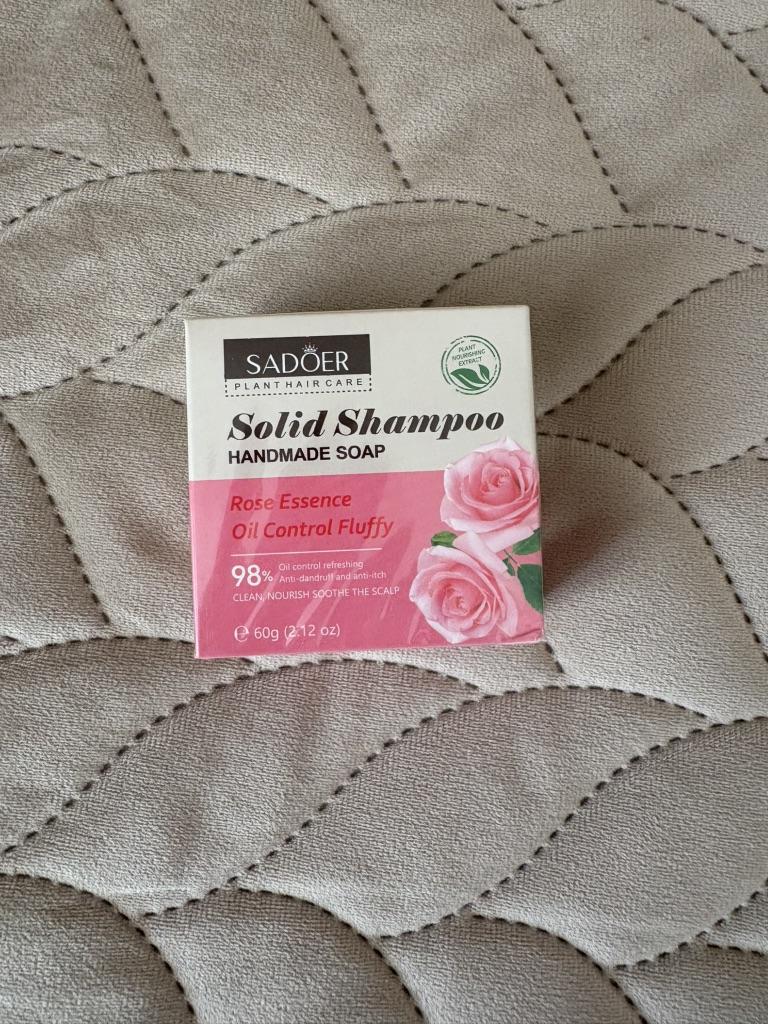 SADOER
PLANT HAIR CARE
PLANT
NOURISHING
EXTRACT
Solid Shampoo
HANDMADE SOAP
Rose Essence
Oil Control Fluffy
98% Oil control refreshing
Anti-dandruff and anti-itch
CLEAN, NOURISH SOOTHE THE SCALP
℮ 60g (2.12 oz)